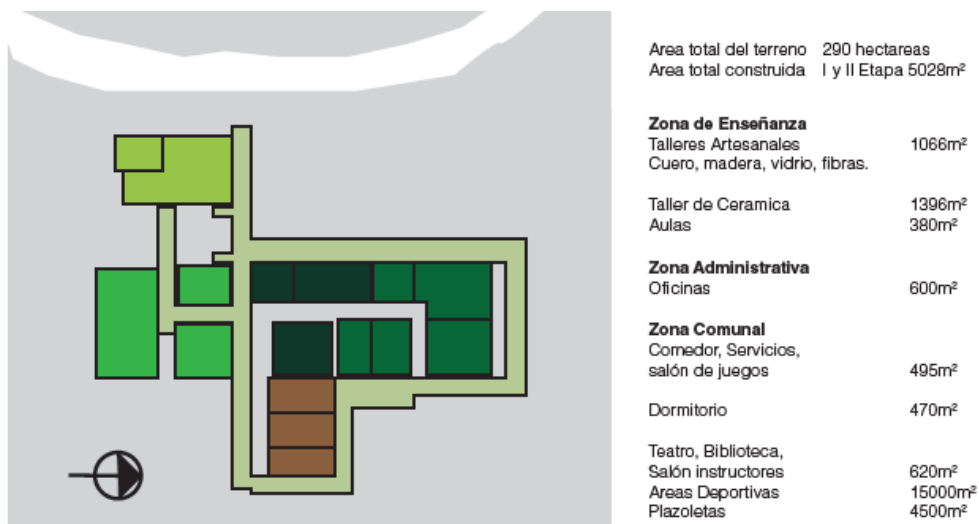 Area total del terreno 290 hectareas
Area total construida I y II Etapa 5028m²
Zona de Enseñanza
Talleres Artesanales 1066m²
Cuero, madera, vidrio, fibras.
Taller de Ceramica 1396m²
Aulas 380m²
Zona Administrativa
Oficinas 600m²
Zona Comunal
Comedor, Servicios,
salón de juegos 495m²
Dormitorio 470m²
Teatro, Biblioteca,
Salón instructores 620m²
Areas Deportivas 15000m²
Plazoletas 4500m²